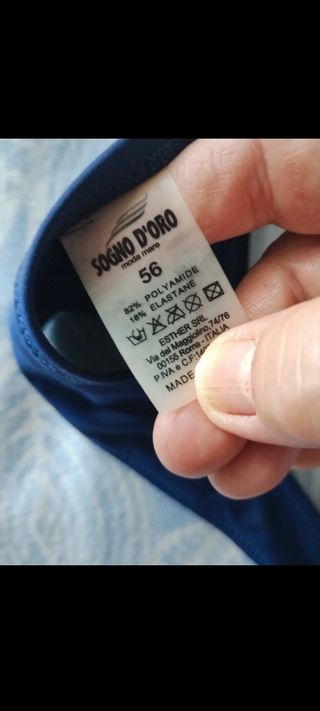 SOGNO D'ORO
moda mare
56
82% POLYAMIDE
18% ELASTANE
ESTHER SRL
Via del Maggiolino,74/76
00155 Roma - ITALIA
P.IVA e C.F:
MADE